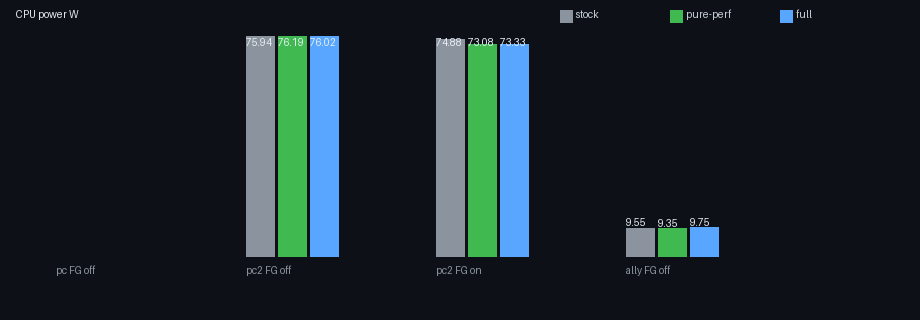 CPU power W
stock
pure-perf
full
75.94 76.19 76.02
74.88 73.08 73.33
9.55 9.35 9.75
pc FG off
pc2 FG off
pc2 FG on
ally FG off